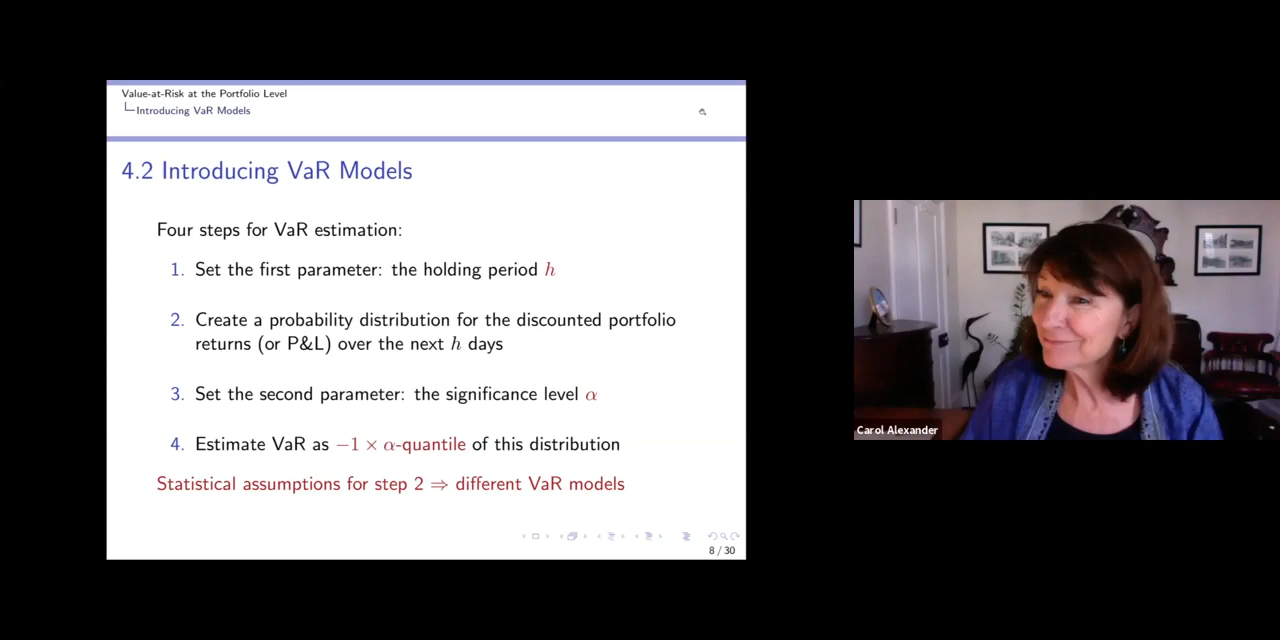 Value-at-Risk at the Portfolio Level
Introducing VaR Models
4.2 Introducing VaR Models
Four steps for VaR estimation:
1. Set the first parameter: the holding period h
2. Create a probability distribution for the discounted portfolio
returns (or P&L) over the next h days
3. Set the second parameter: the significance level α
4. Estimate VaR as −1 × α-quantile of this distribution
Statistical assumptions for step 2 ⇒ different VaR models
8 / 30
Carol Alexander